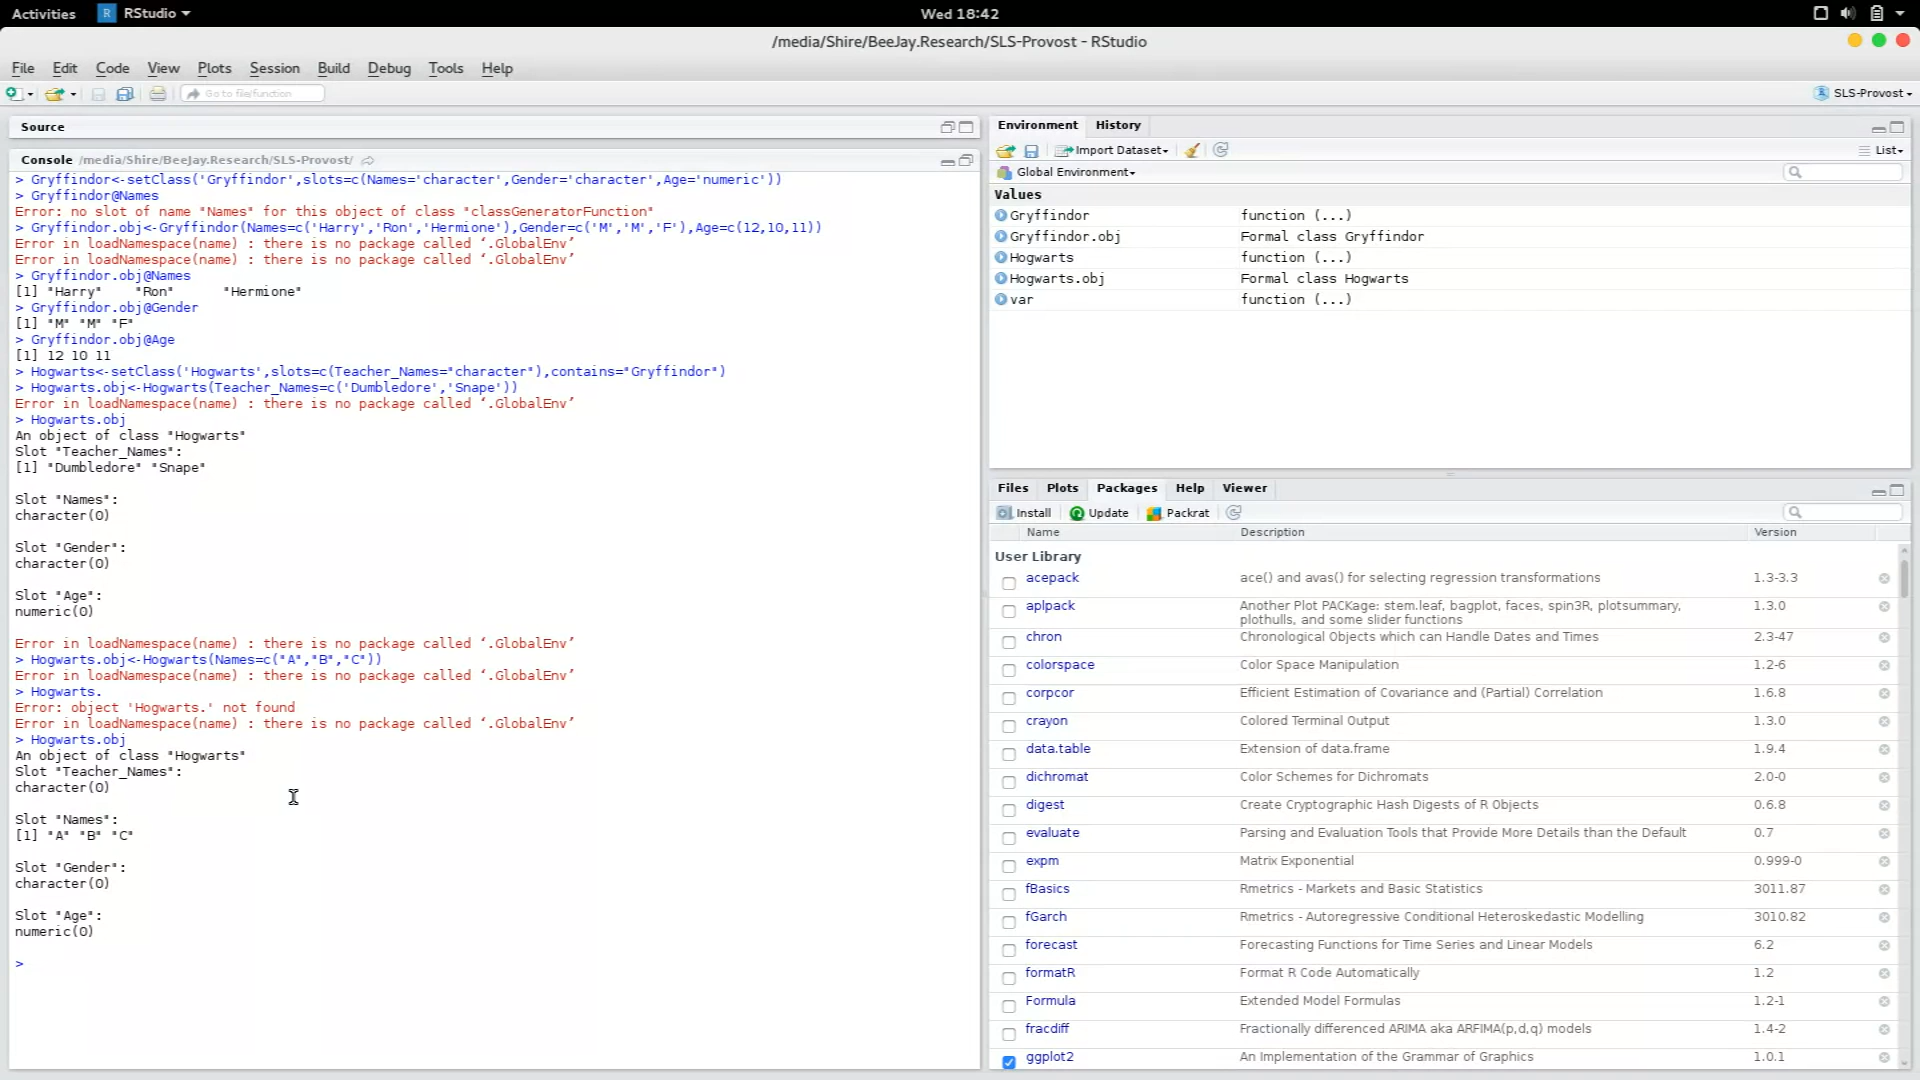 Activities RStudio Wed 18:42
/media/Shire/BeeJay.Research/SLS-Provost - RStudio
File Edit Code View Plots Session Build Debug Tools Help
Go to file/function SLS-Provost
Source
Console /media/Shire/BeeJay.Research/SLS-Provost/
> Gryffindor<-setClass('Gryffindor',slots=c(Names='character',Gender='character',Age='numeric'))
> Gryffindor@Names
Error: no slot of name "Names" for this object of class "classGeneratorFunction"
> Gryffindor.obj<-Gryffindor(Names=c('Harry','Ron','Hermione'),Gender=c('M','M','F'),Age=c(12,10,11))
Error in loadNamespace(name) : there is no package called ‘.GlobalEnv’
Error in loadNamespace(name) : there is no package called ‘.GlobalEnv’
> Gryffindor.obj@Names
[1] "Harry" "Ron" "Hermione"
> Gryffindor.obj@Gender
[1] "M" "M" "F"
> Gryffindor.obj@Age
[1] 12 10 11
> Hogwarts<-setClass('Hogwarts',slots=c(Teacher_Names="character"),contains="Gryffindor")
> Hogwarts.obj<-Hogwarts(Teacher_Names=c('Dumbledore','Snape'))
Error in loadNamespace(name) : there is no package called ‘.GlobalEnv’
> Hogwarts.obj
An object of class "Hogwarts"
Slot "Teacher_Names":
[1] "Dumbledore" "Snape"
Slot "Names":
character(0)
Slot "Gender":
character(0)
Slot "Age":
numeric(0)
Error in loadNamespace(name) : there is no package called ‘.GlobalEnv’
> Hogwarts.obj<-Hogwarts(Names=c("A","B","C"))
Error in loadNamespace(name) : there is no package called ‘.GlobalEnv’
> Hogwarts.
Error: object 'Hogwarts.' not found
Error in loadNamespace(name) : there is no package called ‘.GlobalEnv’
> Hogwarts.obj
An object of class "Hogwarts"
Slot "Teacher_Names":
character(0)
Slot "Names":
[1] "A" "B" "C"
Slot "Gender":
character(0)
Slot "Age":
numeric(0)
>
Environment History
Import Dataset List
Global Environment
Values
Gryffindor function (...)
Gryffindor.obj Formal class Gryffindor
Hogwarts function (...)
Hogwarts.obj Formal class Hogwarts
var function (...)
Files Plots Packages Help Viewer
Install Update Packrat
Name Description Version
User Library
acepack ace() and avas() for selecting regression transformations 1.3-3.3
aplpack Another Plot PACKage: stem.leaf, bagplot, faces, spin3R, plotsummary, 1.3.0
plothulls, and some slider functions
chron Chronological Objects which can Handle Dates and Times 2.3-47
colorspace Color Space Manipulation 1.2-6
corpcor Efficient Estimation of Covariance and (Partial) Correlation 1.6.8
crayon Colored Terminal Output 1.3.0
data.table Extension of data.frame 1.9.4
dichromat Color Schemes for Dichromats 2.0-0
digest Create Cryptographic Hash Digests of R Objects 0.6.8
evaluate Parsing and Evaluation Tools that Provide More Details than the Default 0.7
expm Matrix Exponential 0.999-0
fBasics Rmetrics - Markets and Basic Statistics 3011.87
fGarch Rmetrics - Autoregressive Conditional Heteroskedastic Modelling 3010.82
forecast Forecasting Functions for Time Series and Linear Models 6.2
formatR Format R Code Automatically 1.2
Formula Extended Model Formulas 1.2-1
fracdiff Fractionally differenced ARIMA aka ARFIMA(p,d,q) models 1.4-2
ggplot2 An Implementation of the Grammar of Graphics 1.0.1